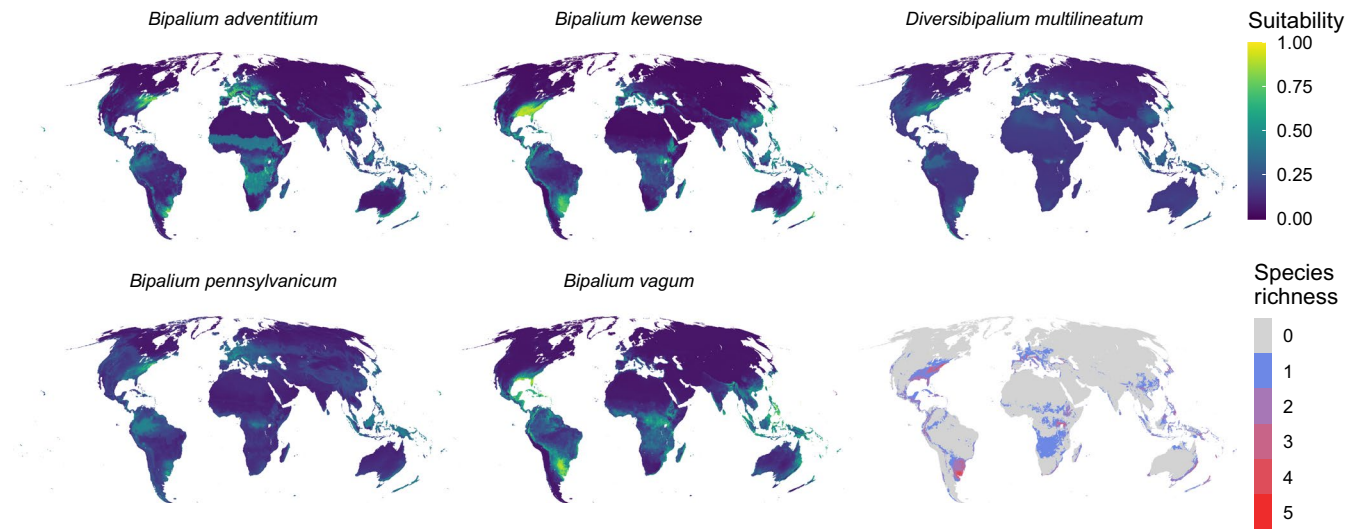 Bipalium adventitium
Bipalium kewense
Diversibipalium multilineatum
Suitability
1.00
0.75
0.50
0.25
0.00
Bipalium pennsylvanicum
Bipalium vagum
Species
richness
0
1
2
3
4
5